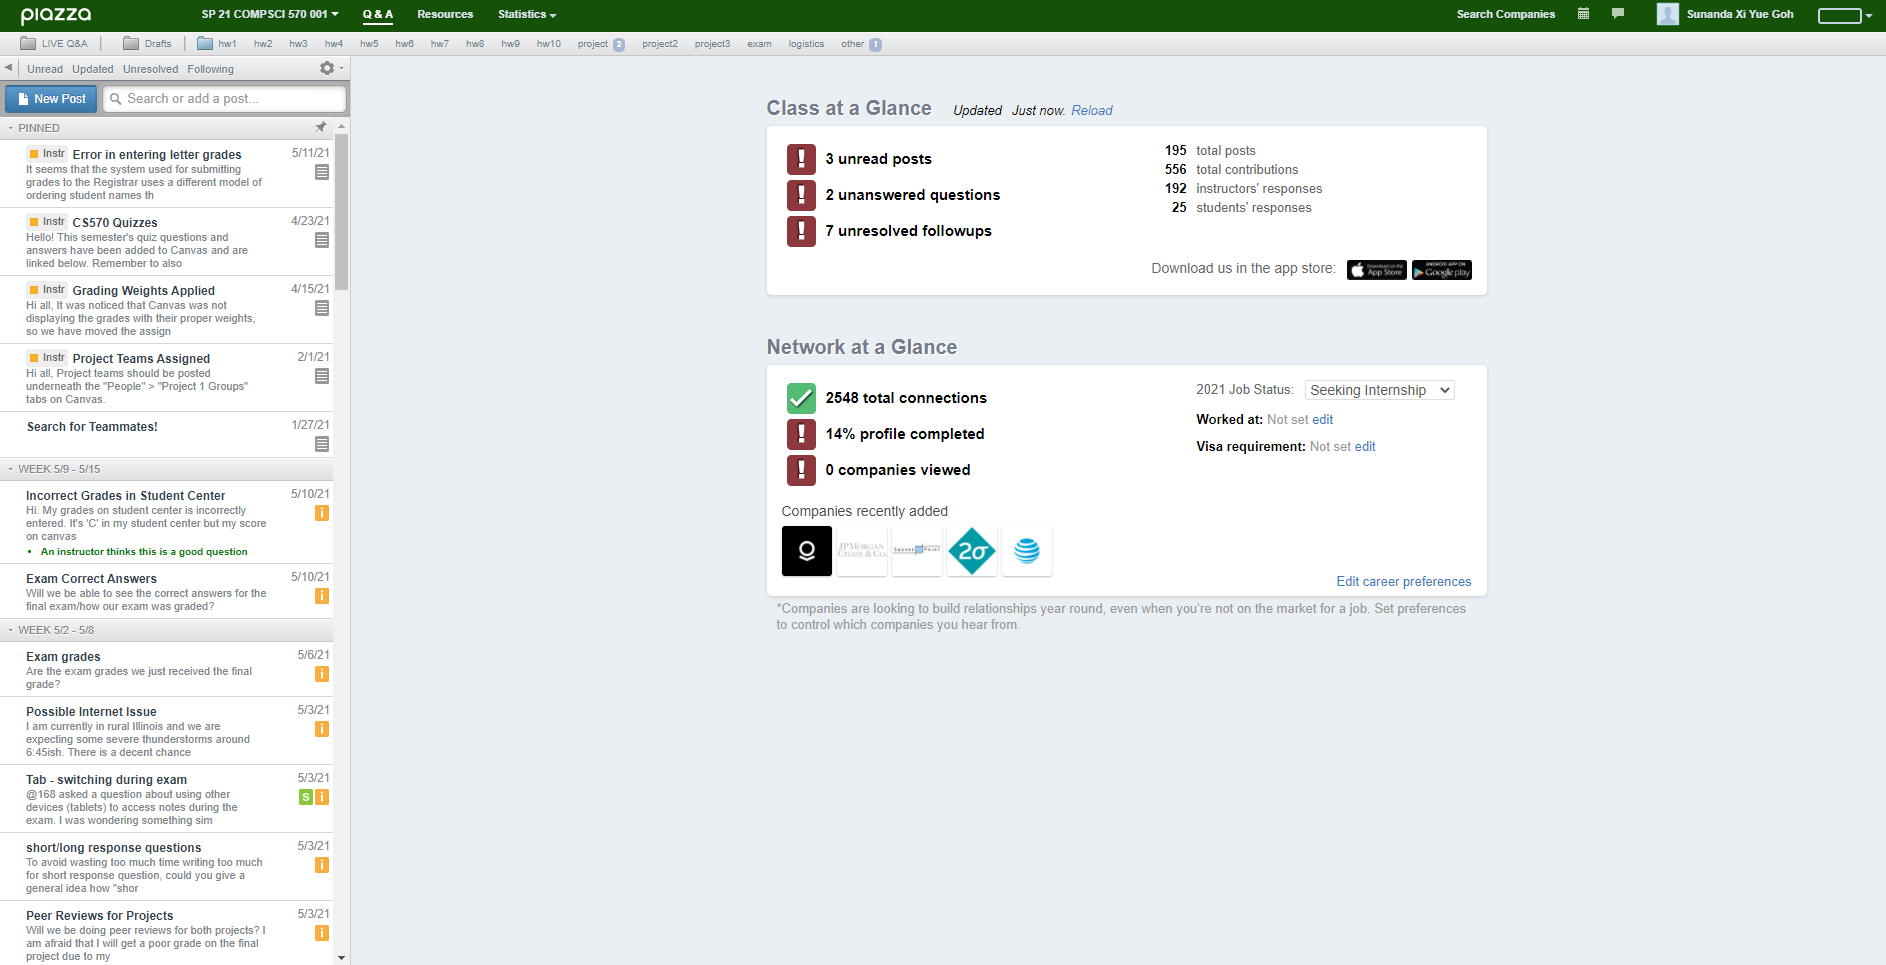 piazza SP 21 COMPSCI 570 001 Q & A Resources Statistics Search Companies Sunanda Xi Yue Goh
LIVE Q&A Drafts hw1 hw2 hw3 hw4 hw5 hw6 hw7 hw8 hw9 hw10 project 2 project2 project3 exam logistics other 1
Unread Updated Unresolved Following
New Post Search or add a post...
PINNED
Instr Error in entering letter grades 5/11/21
It seems that the system used for submitting
grades to the Registrar uses a different model of
ordering student names th
Instr CS570 Quizzes 4/23/21
Hello! This semester's quiz questions and
answers have been added to Canvas and are
linked below. Remember to also
Instr Grading Weights Applied 4/15/21
Hi all, It was noticed that Canvas was not
displaying the grades with their proper weights,
so we have moved the assign
Instr Project Teams Assigned 2/1/21
Hi all, Project teams should be posted
underneath the "People" > "Project 1 Groups"
tabs on Canvas.
Search for Teammates! 1/27/21
WEEK 5/9 - 5/15
Incorrect Grades in Student Center 5/10/21
Hi. My grades on student center is incorrectly
entered. It's 'C' in my student center but my score
on canvas
• An instructor thinks this is a good question
Exam Correct Answers 5/10/21
Will we be able to see the correct answers for the
final exam/how our exam was graded?
WEEK 5/2 - 5/8
Exam grades 5/6/21
Are the exam grades we just received the final
grade?
Possible Internet Issue 5/3/21
I am currently in rural Illinois and we are
expecting some severe thunderstorms around
6:45ish. There is a decent chance
Tab - switching during exam 5/3/21
@168 asked a question about using other
devices (tablets) to access notes during the
exam. I was wondering something sim
s i
short/long response questions 5/3/21
To avoid wasting too much time writing too much
for short response question, could you give a
general idea how "shor
Peer Reviews for Projects 5/3/21
Will we be doing peer reviews for both projects? I
am afraid that I will get a poor grade on the final
project due to my
Class at a Glance Updated Just now. Reload
3 unread posts
2 unanswered questions
7 unresolved followups
195 total posts
556 total contributions
192 instructors' responses
25 students' responses
Download us in the app store: Download on the App Store ANDROID APP ON Google play
Network at a Glance
2548 total connections
14% profile completed
0 companies viewed
2021 Job Status: Seeking Internship
Worked at: Not set edit
Visa requirement: Not set edit
Companies recently added
JPMORGAN
CHASE & CO.
SQUARE POINT
2σ
Edit career preferences
*Companies are looking to build relationships year round, even when you're not on the market for a job. Set preferences
to control which companies you hear from.